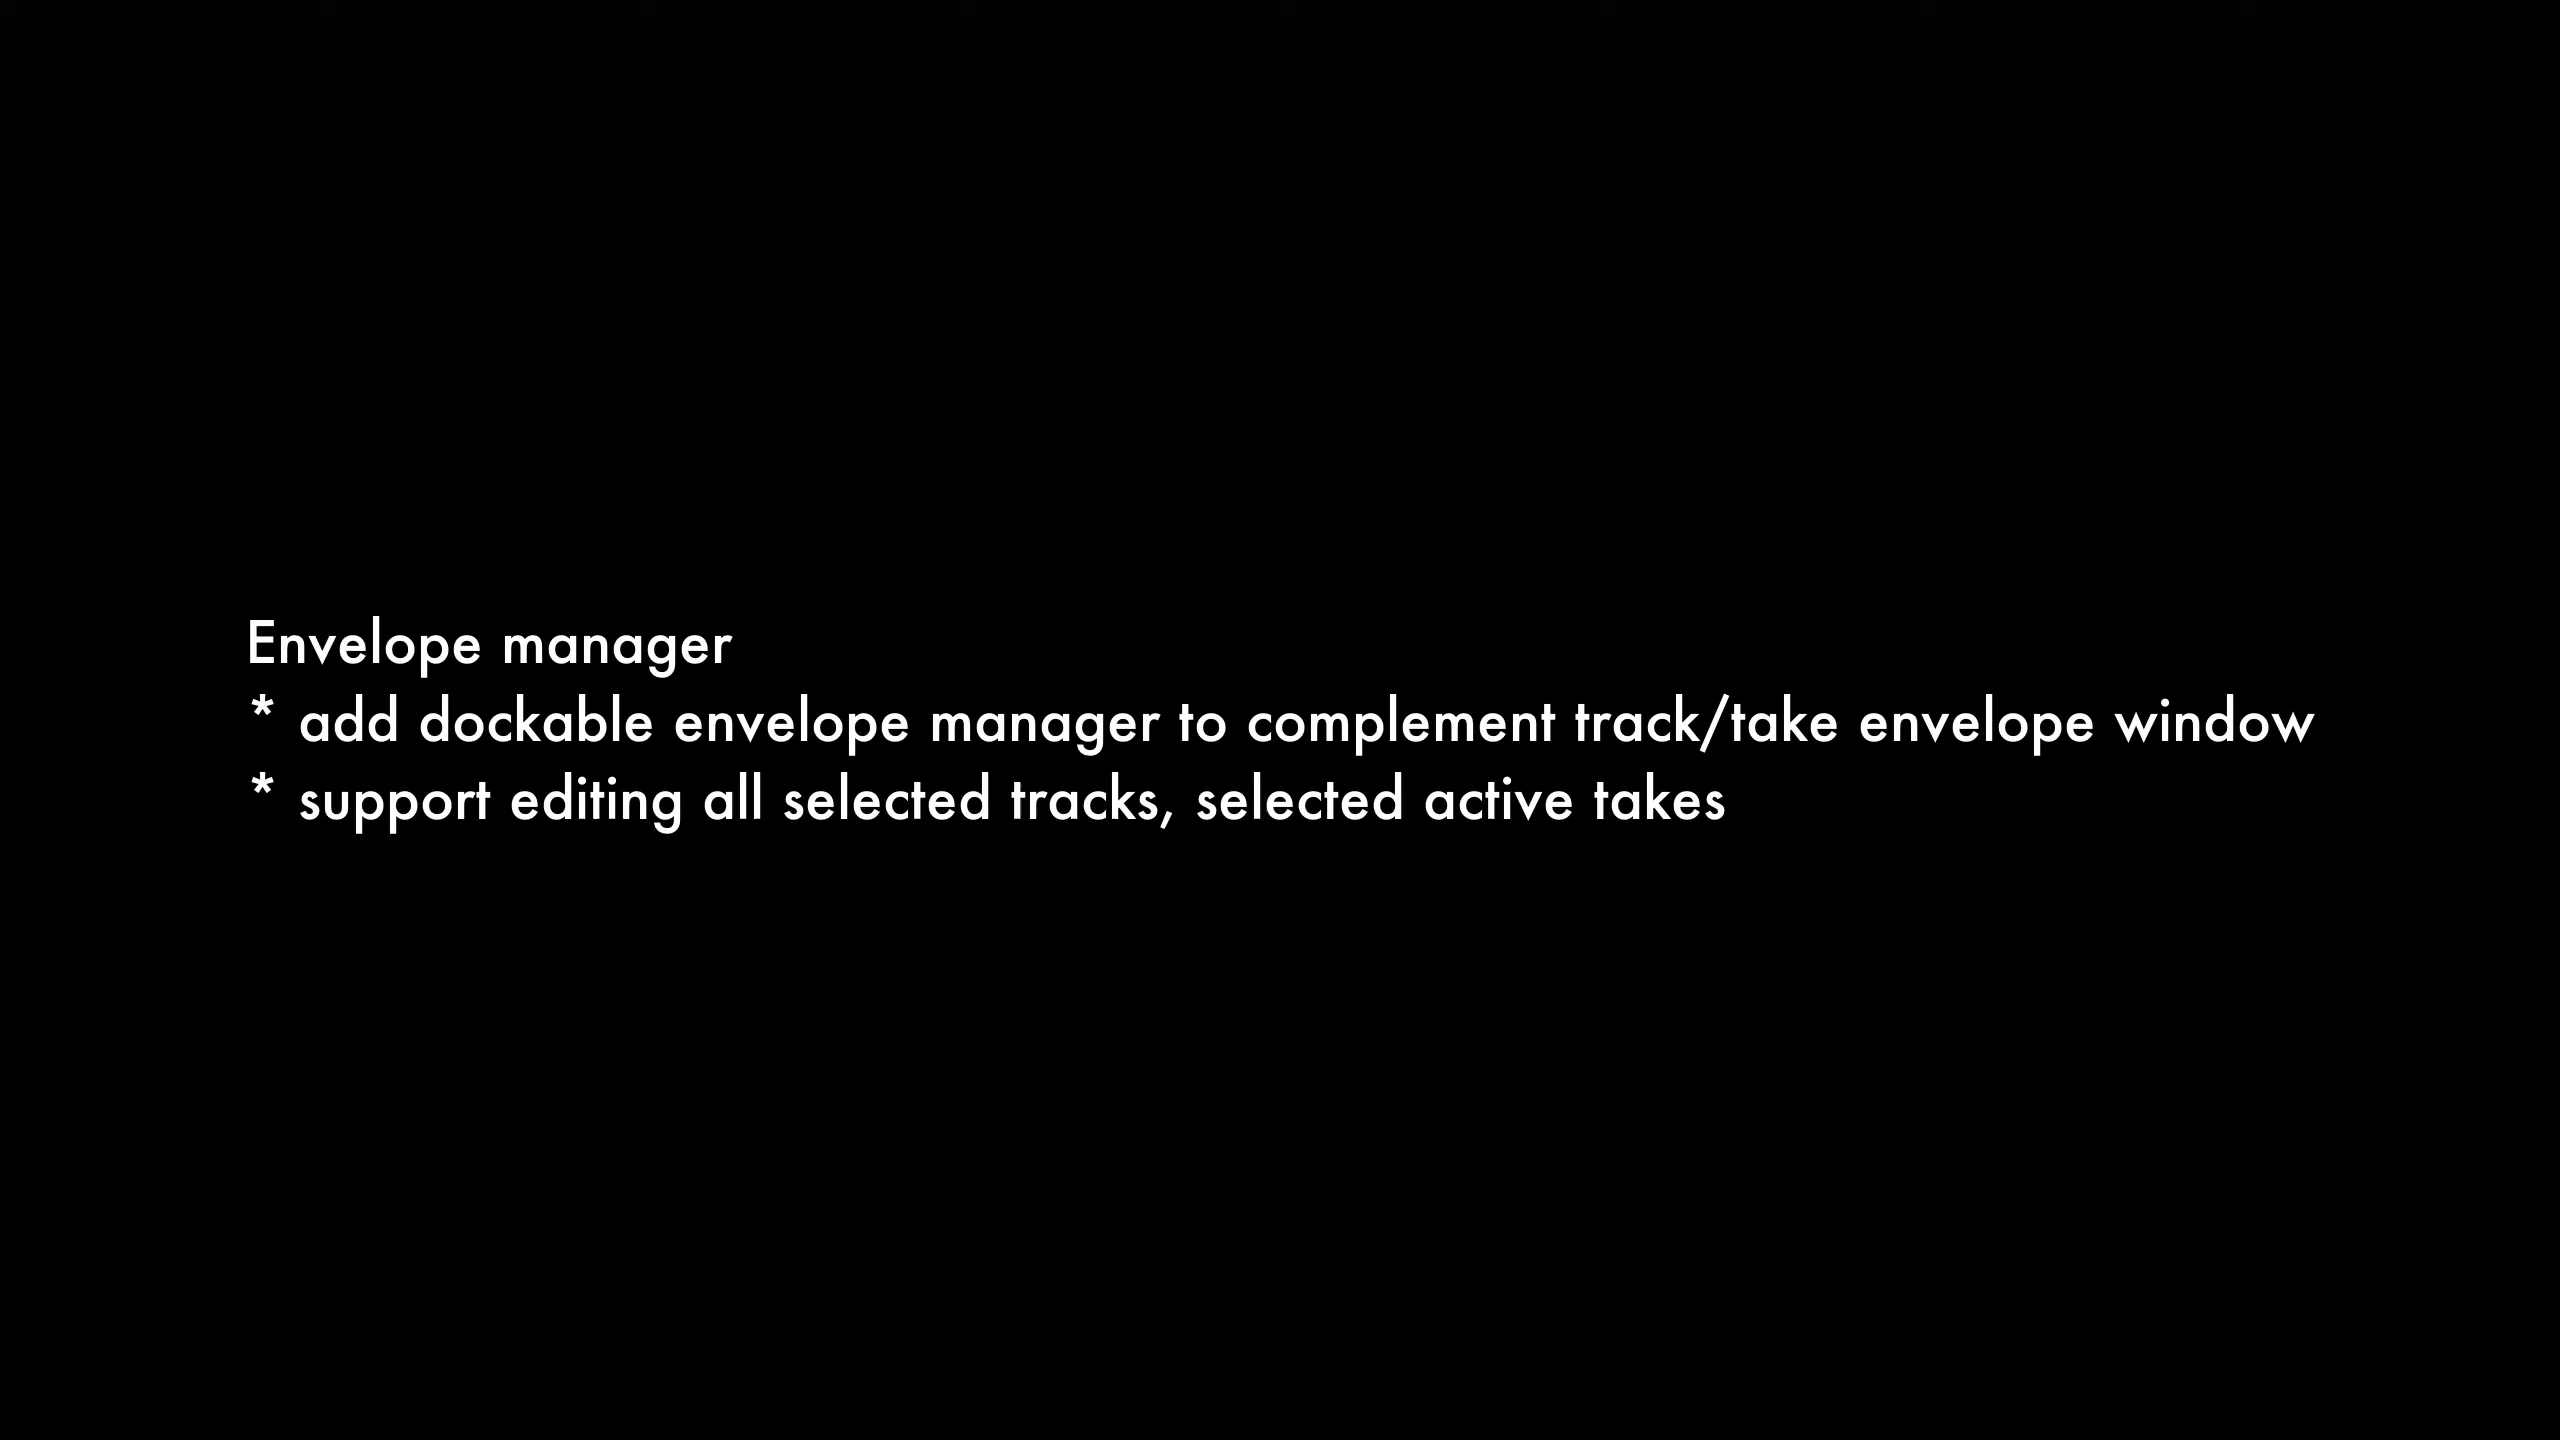 Envelope manager
* add dockable envelope manager to complement track/take envelope window
* support editing all selected tracks, selected active takes